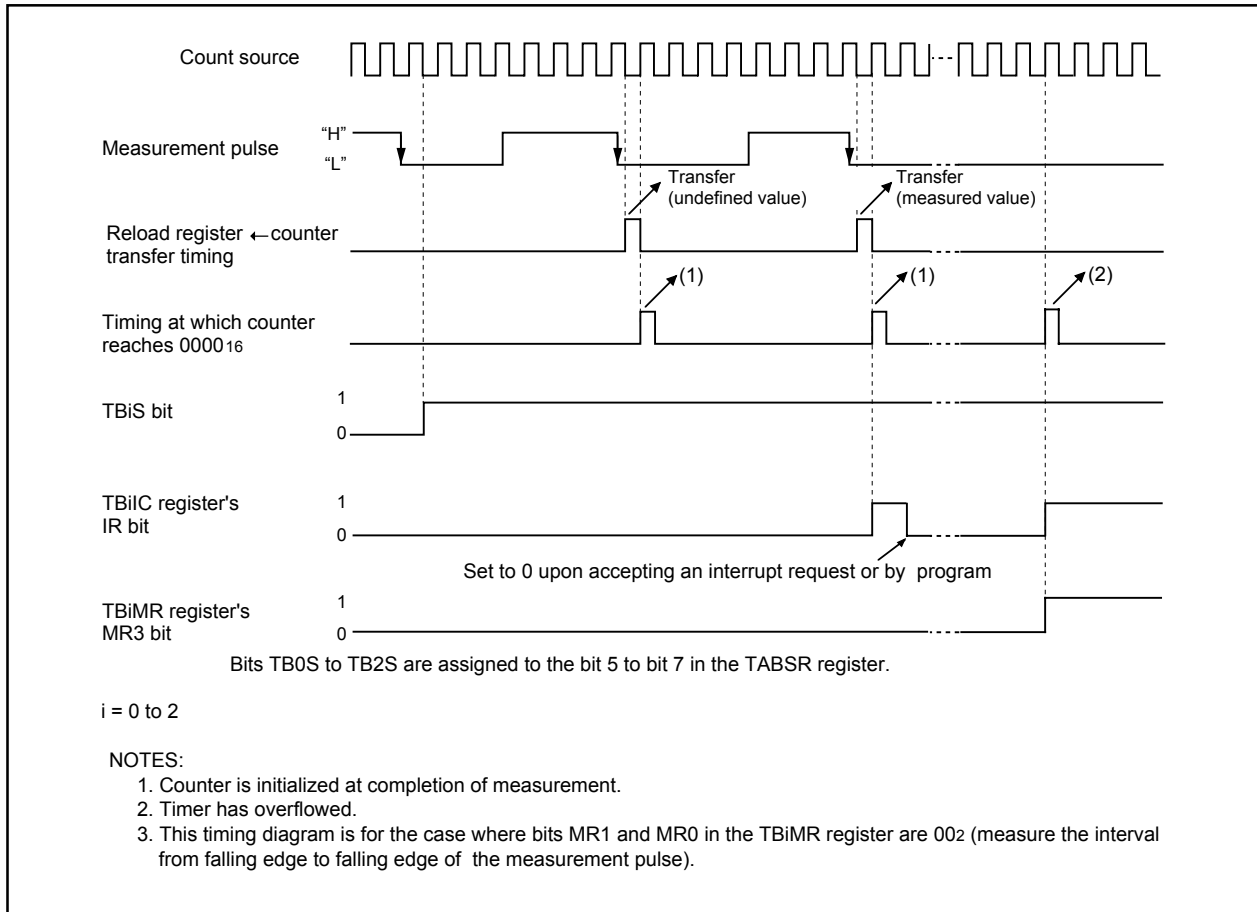 Count source
Measurement pulse
“H”
“L”
Transfer
(undefined value)
Transfer
(measured value)
Reload register ←counter
transfer timing
(1)
(1)
(2)
Timing at which counter
reaches 000016
TBiS bit
1
0
TBiIC register's
IR bit
1
0
Set to 0 upon accepting an interrupt request or by program
TBiMR register's
MR3 bit
1
0
Bits TB0S to TB2S are assigned to the bit 5 to bit 7 in the TABSR register.
i = 0 to 2
NOTES:
1. Counter is initialized at completion of measurement.
2. Timer has overflowed.
3. This timing diagram is for the case where bits MR1 and MR0 in the TBiMR register are 002 (measure the interval
from falling edge to falling edge of the measurement pulse).